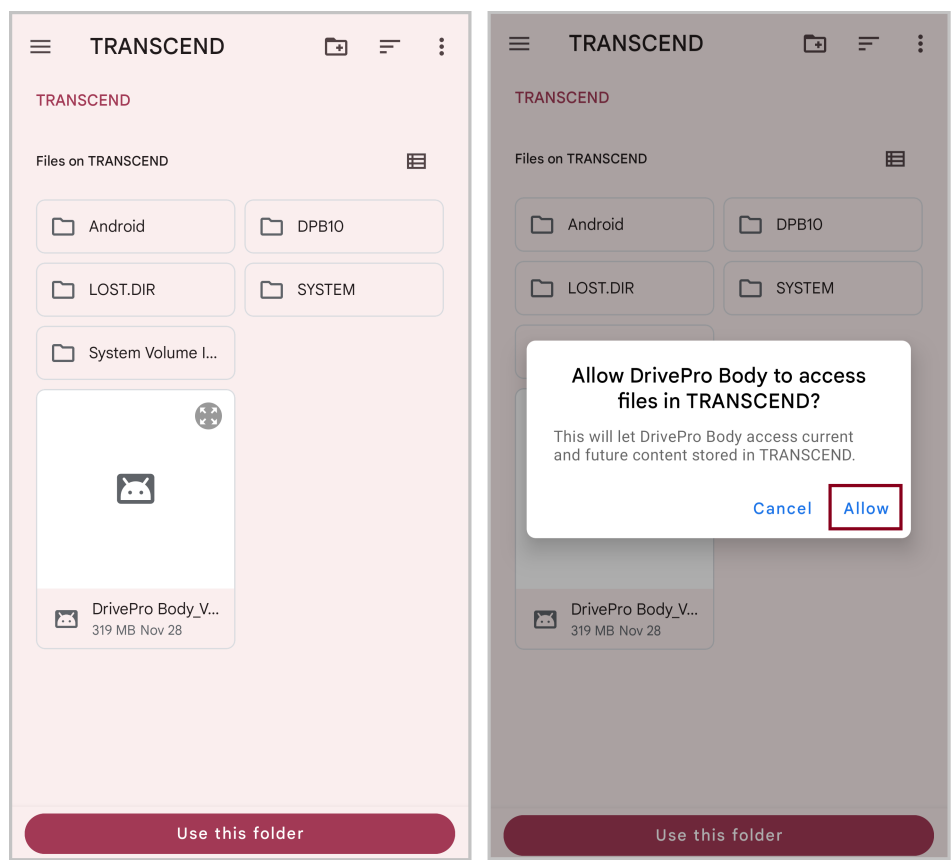 TRANSCEND
TRANSCEND
Files on TRANSCEND
Android
DPB10
LOST.DIR
SYSTEM
System Volume I...
DrivePro Body_V...
319 MB Nov 28
Use this folder
TRANSCEND
TRANSCEND
Files on TRANSCEND
Android
DPB10
LOST.DIR
SYSTEM
Allow DrivePro Body to access
files in TRANSCEND?
This will let DrivePro Body access current
and future content stored in TRANSCEND.
Cancel
Allow
DrivePro Body_V...
319 MB Nov 28
Use this folder